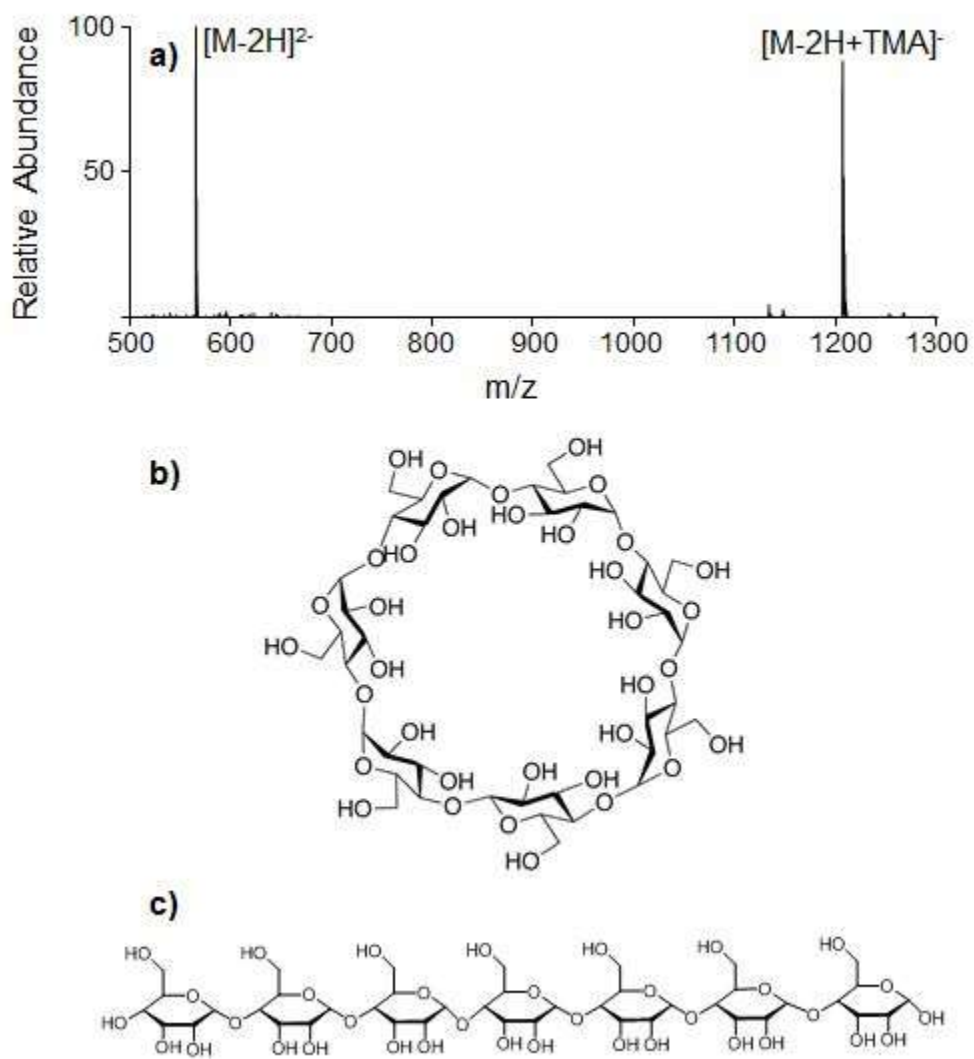 100
a)
[M-2H]²⁻
[M-2H+TMA]⁻
Relative Abundance
50
500 600 700 800 900 1000 1100 1200 1300
m/z
b)
OH
OH O O
O
HO OH HO
HO O O
HO OH
O OH O
HO
HO
OH O
HO
O
OH HO OH
O OH OH OH O
HO O O
O
HO
c)
HO HO HO HO HO HO HO
O O O O O O O
HO O O O O O O OH
OH OH OH OH OH OH OH OH OH OH OH OH OH OH